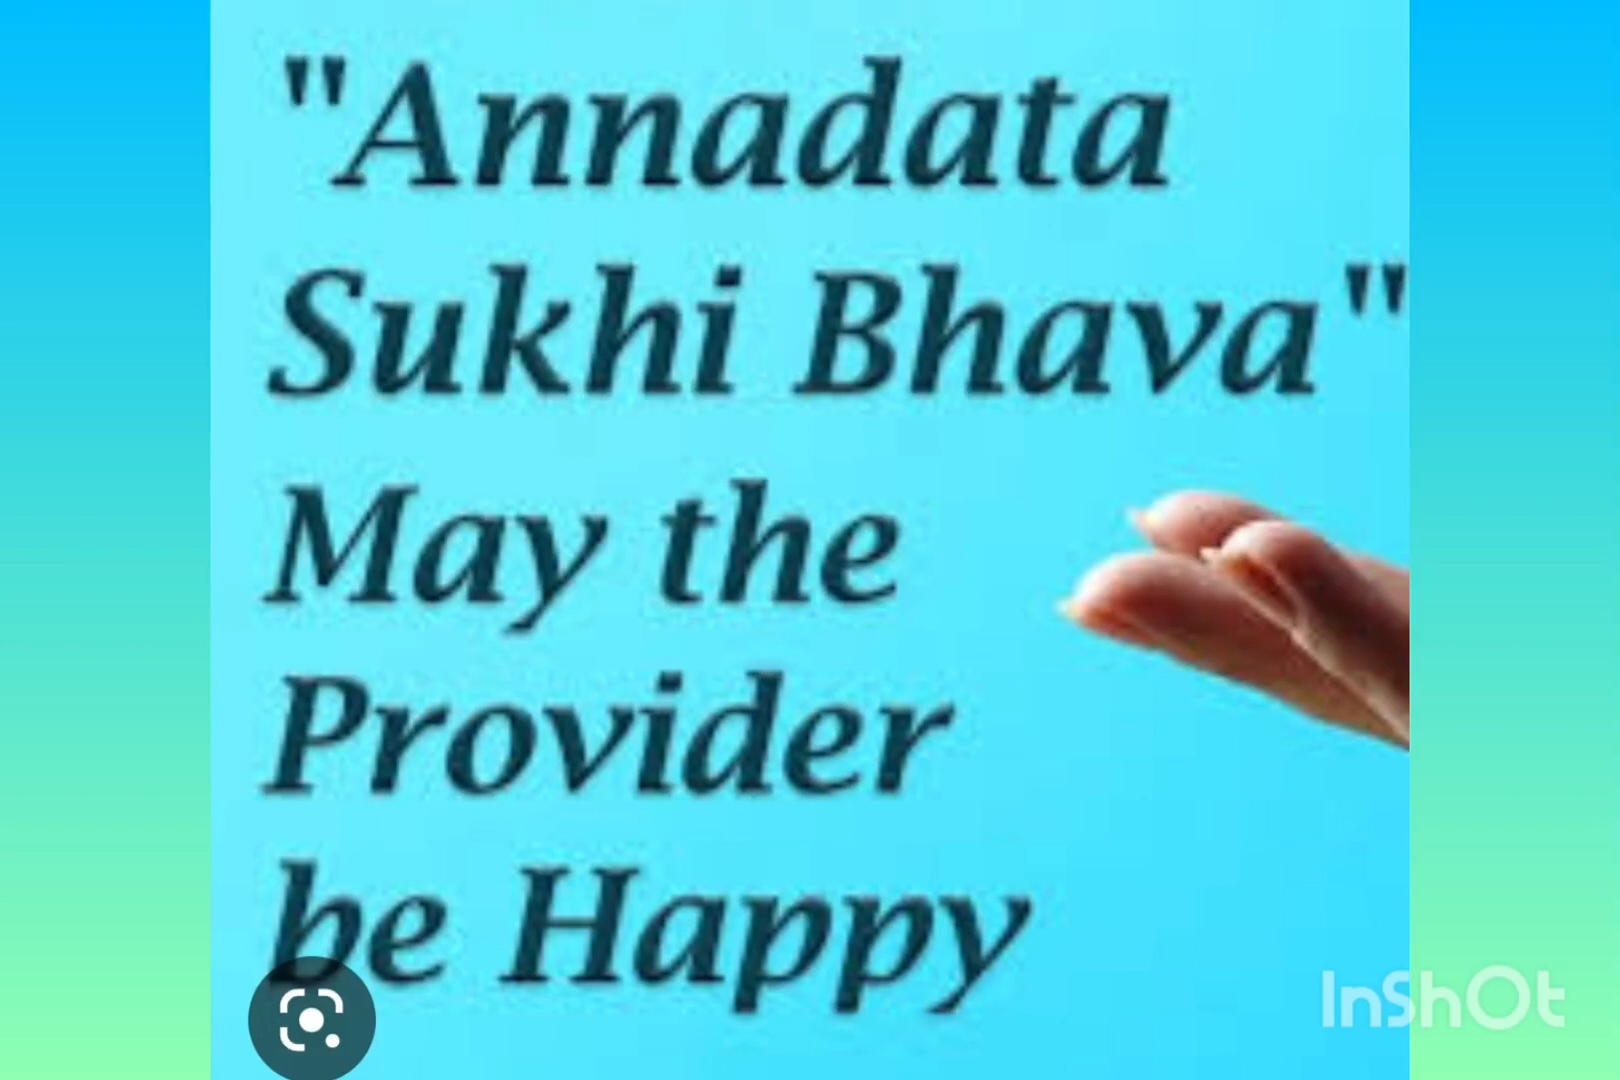 "Annadata
Sukhi Bhava"
May the
Provider
be Happy
InShOt